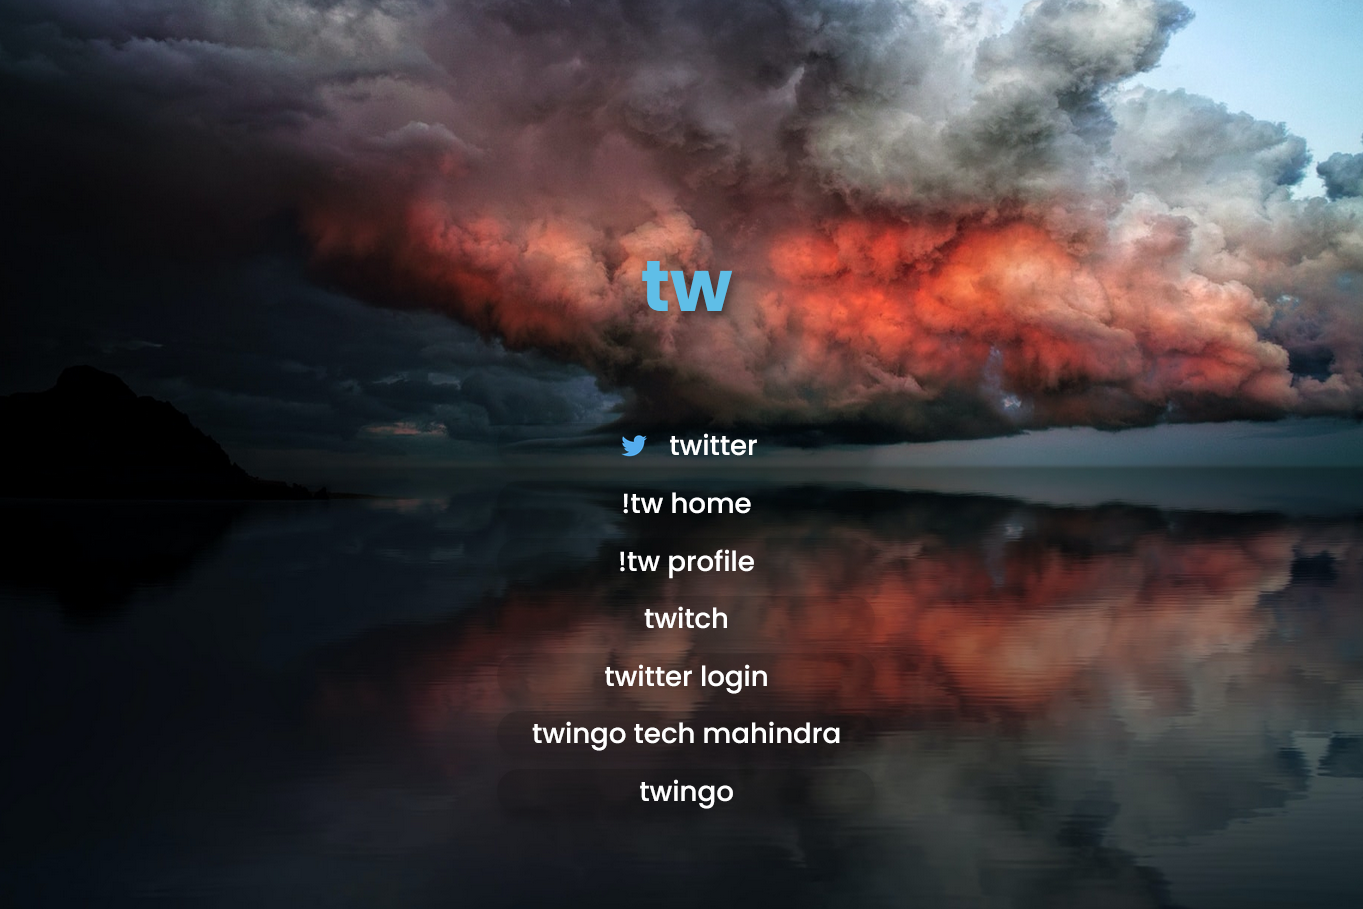 tw
twitter
!tw home
!tw profile
twitch
twitter login
twingo tech mahindra
twingo